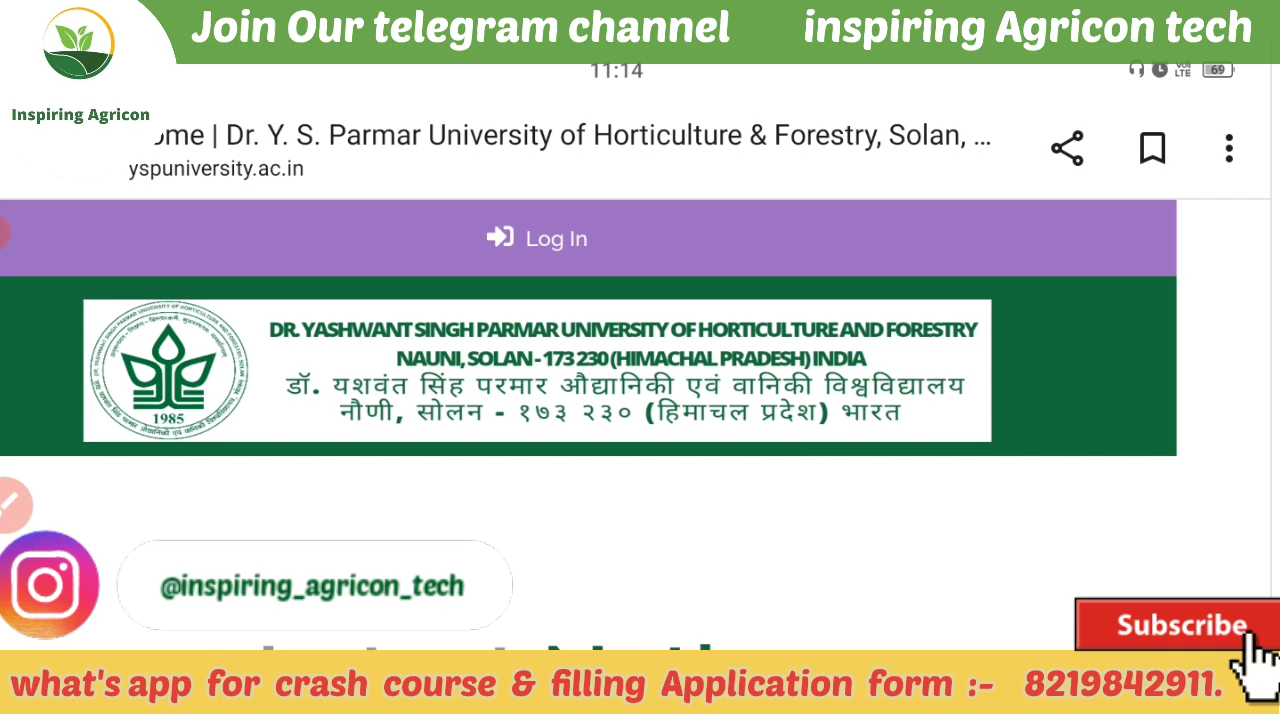 Join Our telegram channel inspiring Agricon tech
Inspiring Agricon
11:14
VoI LTE 69
ome | Dr. Y. S. Parmar University of Horticulture & Forestry, Solan, ...
yspuniversity.ac.in
Log In
DR. YASHWANT SINGH PARMAR UNIVERSITY OF HORTICULTURE AND FORESTRY
NAUNI, SOLAN - 173 230 (HIMACHAL PRADESH) INDIA
डॉ. यशवंत सिंह परमार औद्यानिकी एवं वानिकी विश्वविद्यालय
नौणी, सोलन - १७३ २३० (हिमाचल प्रदेश) भारत
1985
@inspiring_agricon_tech
Subscribe
what's app for crash course & filling Application form :- 8219842911.